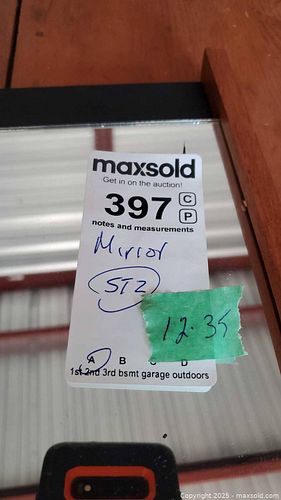 maxsold
Get in on the auction!
397 C
P
notes and measurements
Mirror
STZ
12.35
A B C D
1st 2nd 3rd bsmt garage outdoors
Copyright 2025 - maxsold.com